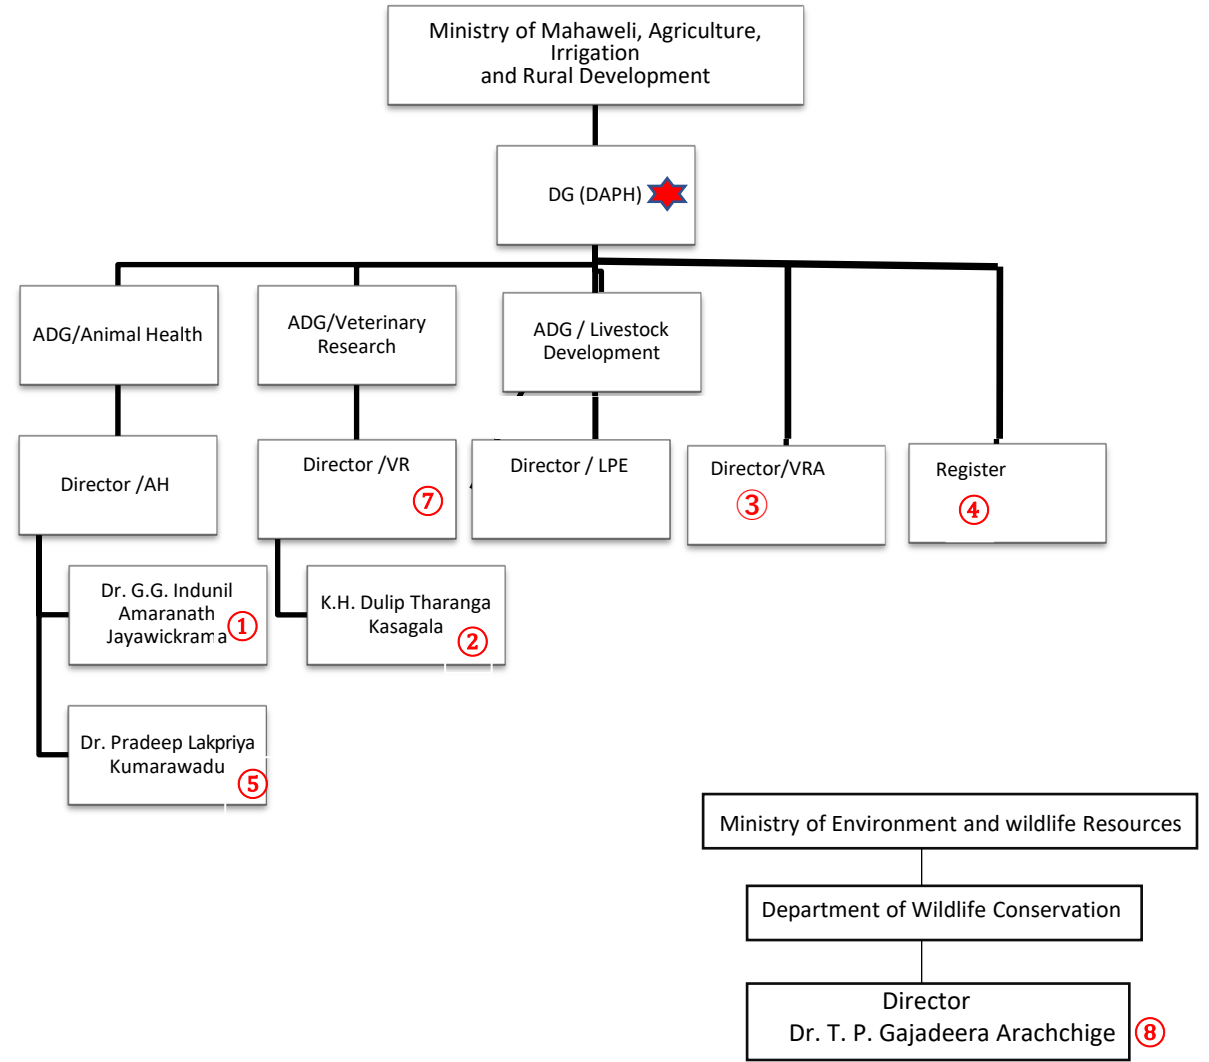 Ministry of Mahaweli, Agriculture,
Irrigation
and Rural Development
DG (DAPH)
ADG/Animal Health
ADG/Veterinary
Research
ADG / Livestock
Development
Director /AH
Director /VR
⑦
Director / LPE
Director/VRA
③
Register
④
Dr. G.G. Indunil
Amaranath
Jayawickrama
①
K.H. Dulip Tharanga
Kasagala
②
Dr. Pradeep Lakpriya
Kumarawadu
⑤
Ministry of Environment and wildlife Resources
Department of Wildlife Conservation
Director
Dr. T. P. Gajadeera Arachchige
⑧